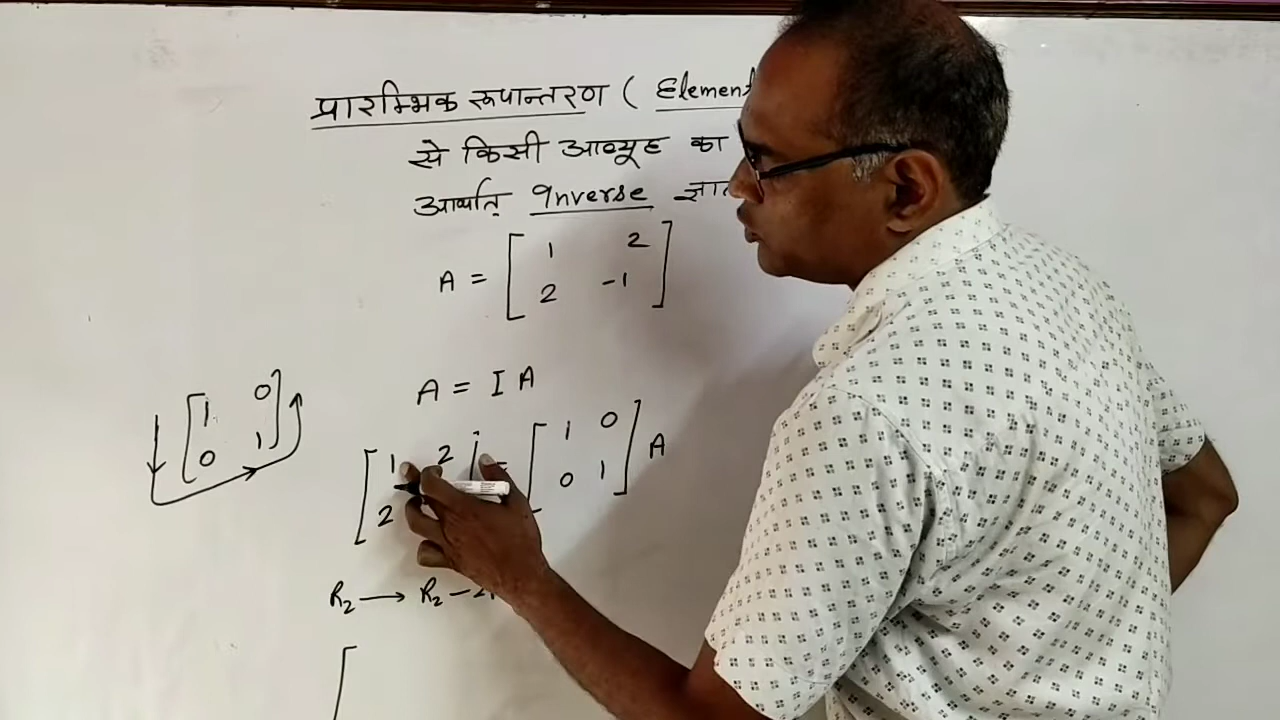 प्रारम्भिक रूपान्तरण ( Element
से किसी आव्यूह का
अर्थात् Inverse ज्ञात
A = [ 1 2
2 -1 ]
A = I A
[ 1 0
0 1 ]
[ 1 2 ] = [ 1 0
2 0 1 ] A
R₂ → R₂ - 2
[